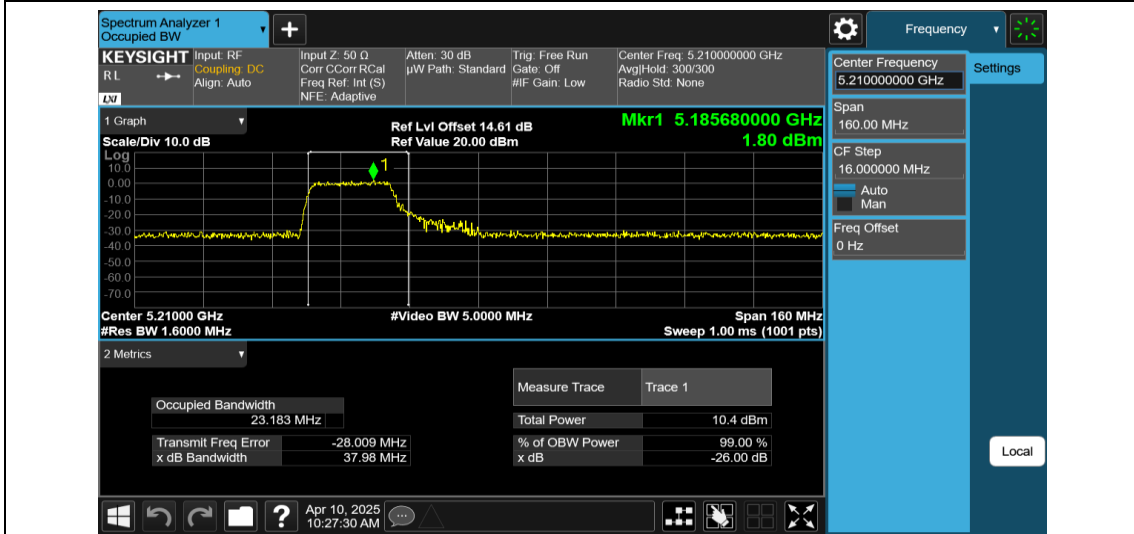 Spectrum Analyzer 1
Occupied BW
Frequency
KEYSIGHT
R L
LXI
Input: RF
Coupling: DC
Align: Auto
Input Z: 50 Ω
Corr CCorr RCal
Freq Ref: Int (S)
NFE: Adaptive
Atten: 30 dB
µW Path: Standard
Trig: Free Run
Gate: Off
#IF Gain: Low
Center Freq: 5.210000000 GHz
Avg|Hold: 300/300
Radio Std: None
Center Frequency
5.210000000 GHz
Settings
Span
160.00 MHz
CF Step
16.000000 MHz
Auto
Man
Freq Offset
0 Hz
1 Graph
Scale/Div 10.0 dB
Ref Lvl Offset 14.61 dB
Ref Value 20.00 dBm
Mkr1 5.185680000 GHz
1.80 dBm
Log
10.0
0.00
-10.0
-20.0
-30.0
-40.0
-50.0
-60.0
-70.0
1
Center 5.21000 GHz
#Video BW 5.0000 MHz
Span 160 MHz
#Res BW 1.6000 MHz
Sweep 1.00 ms (1001 pts)
2 Metrics
Measure Trace
Trace 1
Occupied Bandwidth
23.183 MHz
Total Power
10.4 dBm
Transmit Freq Error
-28.009 MHz
% of OBW Power
99.00 %
x dB Bandwidth
37.98 MHz
x dB
-26.00 dB
Local
?
Apr 10, 2025
10:27:30 AM